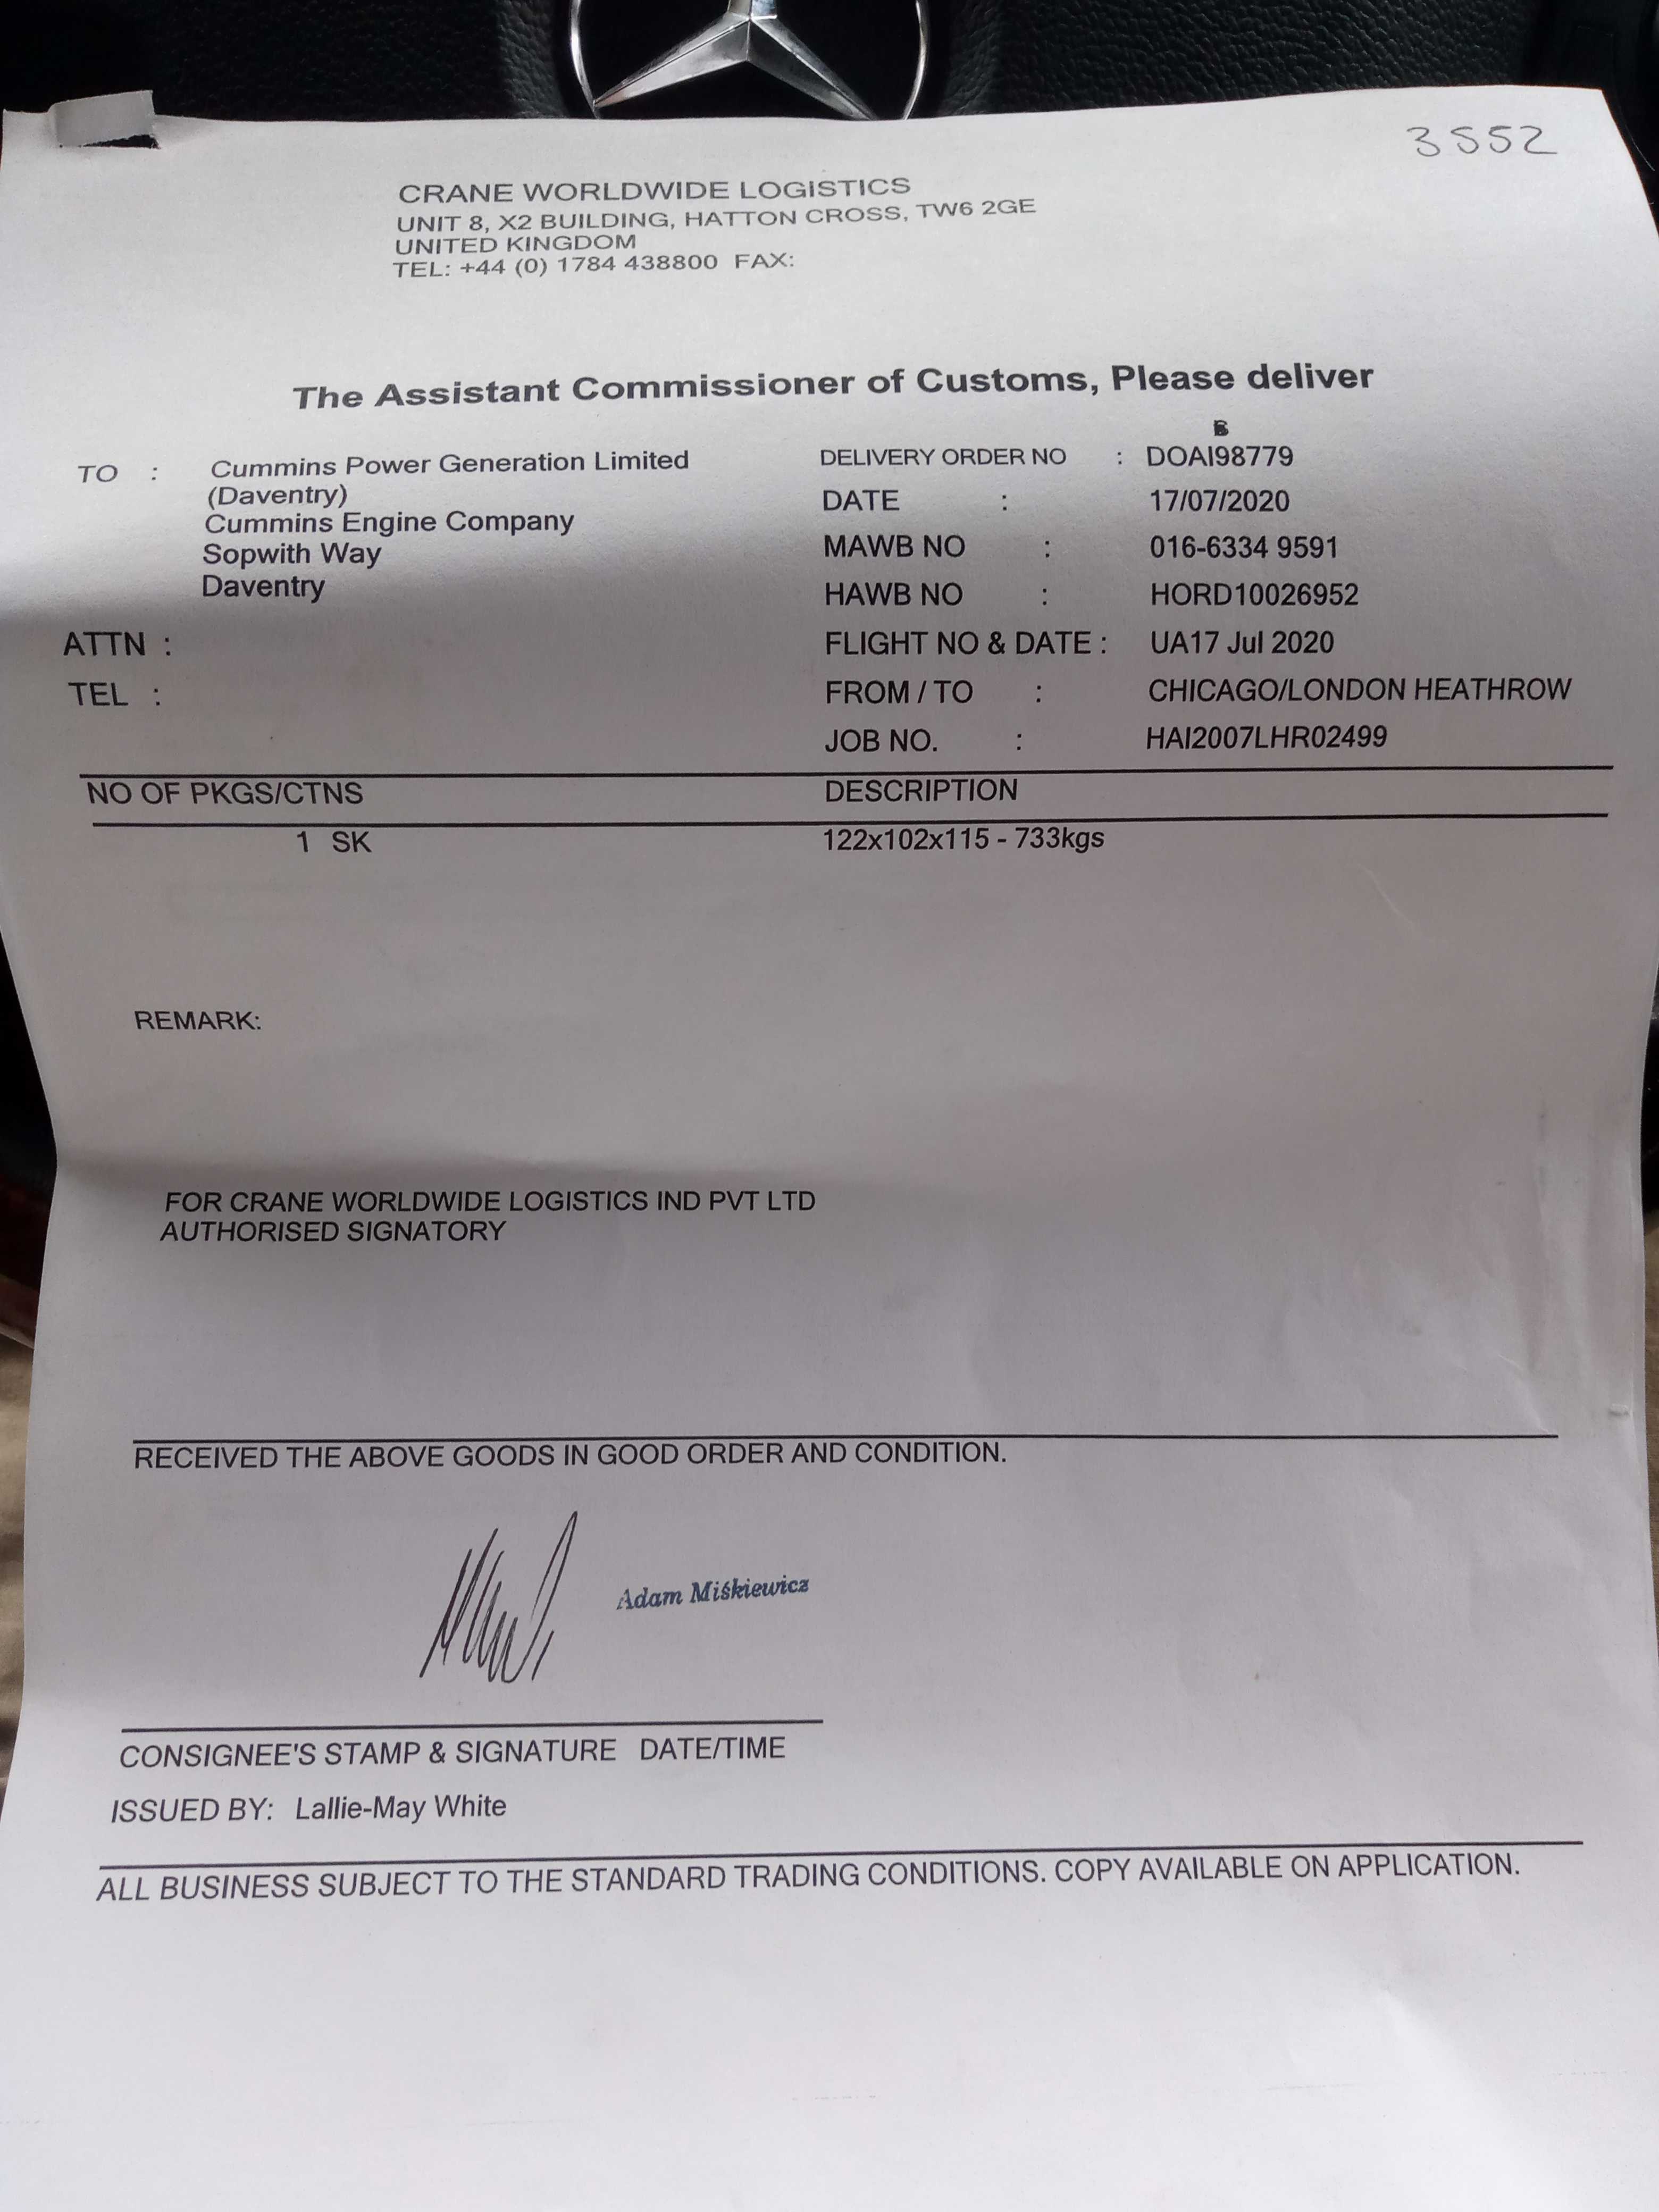 3552
CRANE WORLDWIDE LOGISTICS
UNIT 8, X2 BUILDING, HATTON CROSS, TW6 2GE
UNITED KINGDOM
TEL: +44 (0) 1784 438800 FAX:
The Assistant Commissioner of Customs, Please deliver
B
TO : Cummins Power Generation Limited
(Daventry)
Cummins Engine Company
Sopwith Way
Daventry
ATTN :
TEL :
DELIVERY ORDER NO : DOAI98779
DATE : 17/07/2020
MAWB NO : 016-6334 9591
HAWB NO : HORD10026952
FLIGHT NO & DATE : UA17 Jul 2020
FROM / TO : CHICAGO/LONDON HEATHROW
JOB NO. : HAI2007LHR02499
NO OF PKGS/CTNS DESCRIPTION
1 SK 122x102x115 - 733kgs
REMARK:
FOR CRANE WORLDWIDE LOGISTICS IND PVT LTD
AUTHORISED SIGNATORY
RECEIVED THE ABOVE GOODS IN GOOD ORDER AND CONDITION.
Adam Miśkiewicz
CONSIGNEE'S STAMP & SIGNATURE DATE/TIME
ISSUED BY: Lallie-May White
ALL BUSINESS SUBJECT TO THE STANDARD TRADING CONDITIONS. COPY AVAILABLE ON APPLICATION.